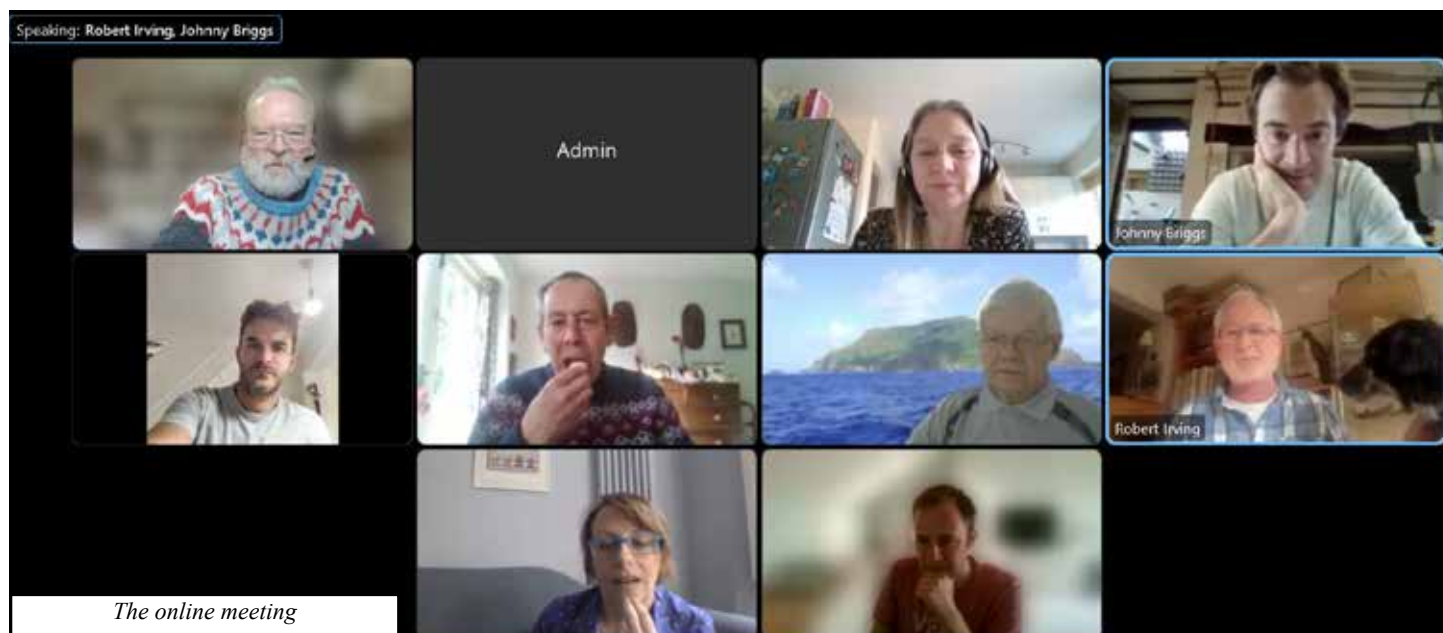 Speaking: Robert Irving, Johnny Briggs
Admin
Johnny Briggs
Robert Irving
The online meeting